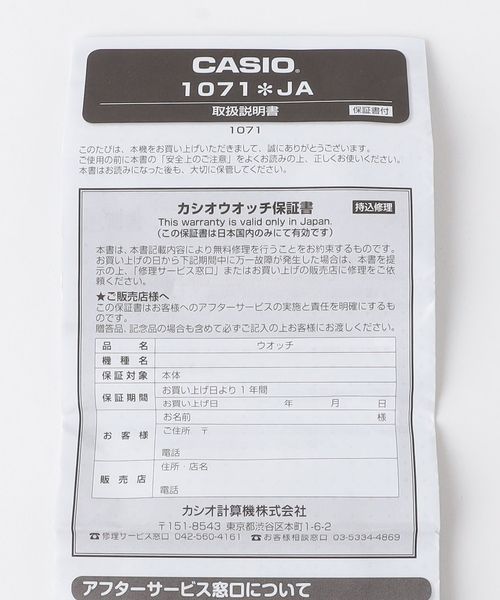 CASIO®
1071＊JA
取扱説明書 保証書付
1071
このたびは、本機をお買い上げいただきまして、誠にありがとうございます。
ご使用の前に本書の「安全上のご注意」をよくお読みの上、正しくお使いください。
本書はお読みになった後も、大切に保管してください。
カシオウオッチ保証書 持込修理
This warranty is valid only in Japan.
（この保証書は日本国内のみにて有効です）
本書は、本書記載内容により無料修理を行うことをお約束するものです。
お買い上げの日から下記期間中に万一故障が発生した場合は、本書を提
示の上、「修理サービス窓口」またはお買い上げの販売店に修理をご依
頼ください。
★ご販売店様へ
この保証書はお客様へのアフターサービスの実施と責任を明確にするも
のです。
贈答品、記念品の場合も含めて必ずご記入の上お客様にお渡しください。
品名 ウオッチ
機種名
保証対象 本体
保証期間 お買い上げ日より1年間
お買い上げ日 年 月 日
お客様 お名前 様
ご住所 〒
電話
販売店 住所・店名
電話
カシオ計算機株式会社
〒151-8543 東京都渋谷区本町1-6-2
☎修理サービス窓口 042-560-4161 ☎お客様相談窓口 03-5334-4869
アフターサービス窓口について